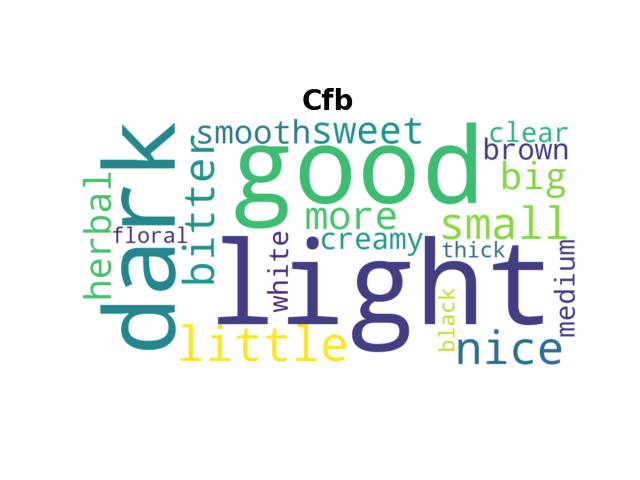 Cfb
smooth
sweet
clear
brown
good
dark
bitter
herbal
big
more
small
floral
creamy
white
thick
light
medium
black
little
nice